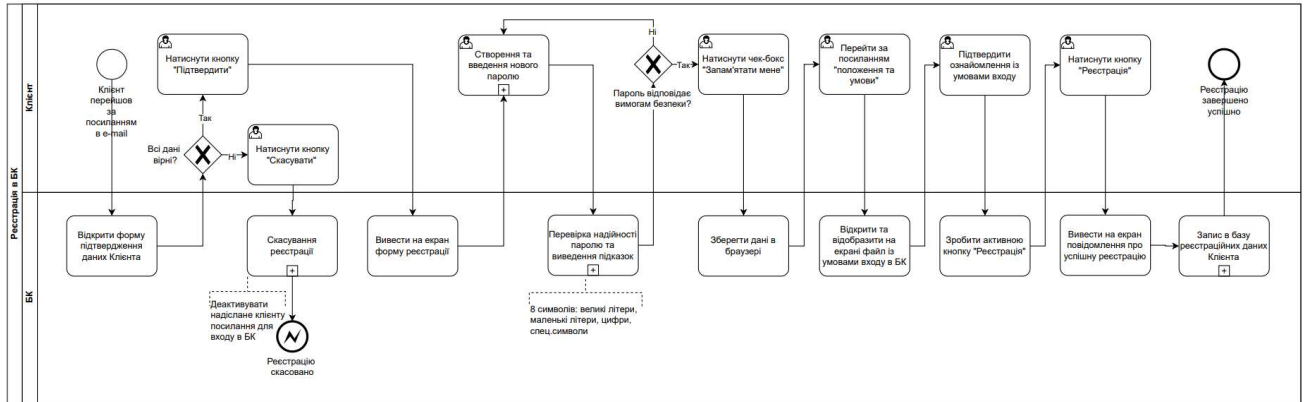 Реєстрація в БК
Клієнт
Клієнт
перейшов
за
посиланням
в e-mail
Натиснути кнопку
"Підтвердити"
Так
Всі дані
вірні?
Ні
Натиснути кнопку
"Скасувати"
Створення та
введення нового
паролю
Ні
Так
Пароль відповідає
вимогам безпеки?
Натиснути чек-бокс
"Запам'ятати мене"
Перейти за
посиланням
"положення та
умови"
Підтвердити
ознайомлення із
умовами входу
Натиснути кнопку
"Реєстрація"
Реєстрацію
завершено
успішно
БК
Відкрити форму
підтвердження
даних Клієнта
Скасування
реєстрації
Деактивувати
надіслане клієнту
посилання для
входу в БК
Реєстрацію
скасовано
Вивести на екран
форму реєстрації
Перевірка надійності
паролю та
виведення підказок
8 символів: великі літери,
маленькі літери, цифри,
спец.символи
Зберегти дані в
браузері
Відкрити та
відобразити на
екрані файл із
умовами входу в БК
Зробити активною
кнопку "Реєстрація"
Вивести на екран
повідомлення про
успішну реєстрацію
Запис в базу
реєстраційних даних
Клієнта